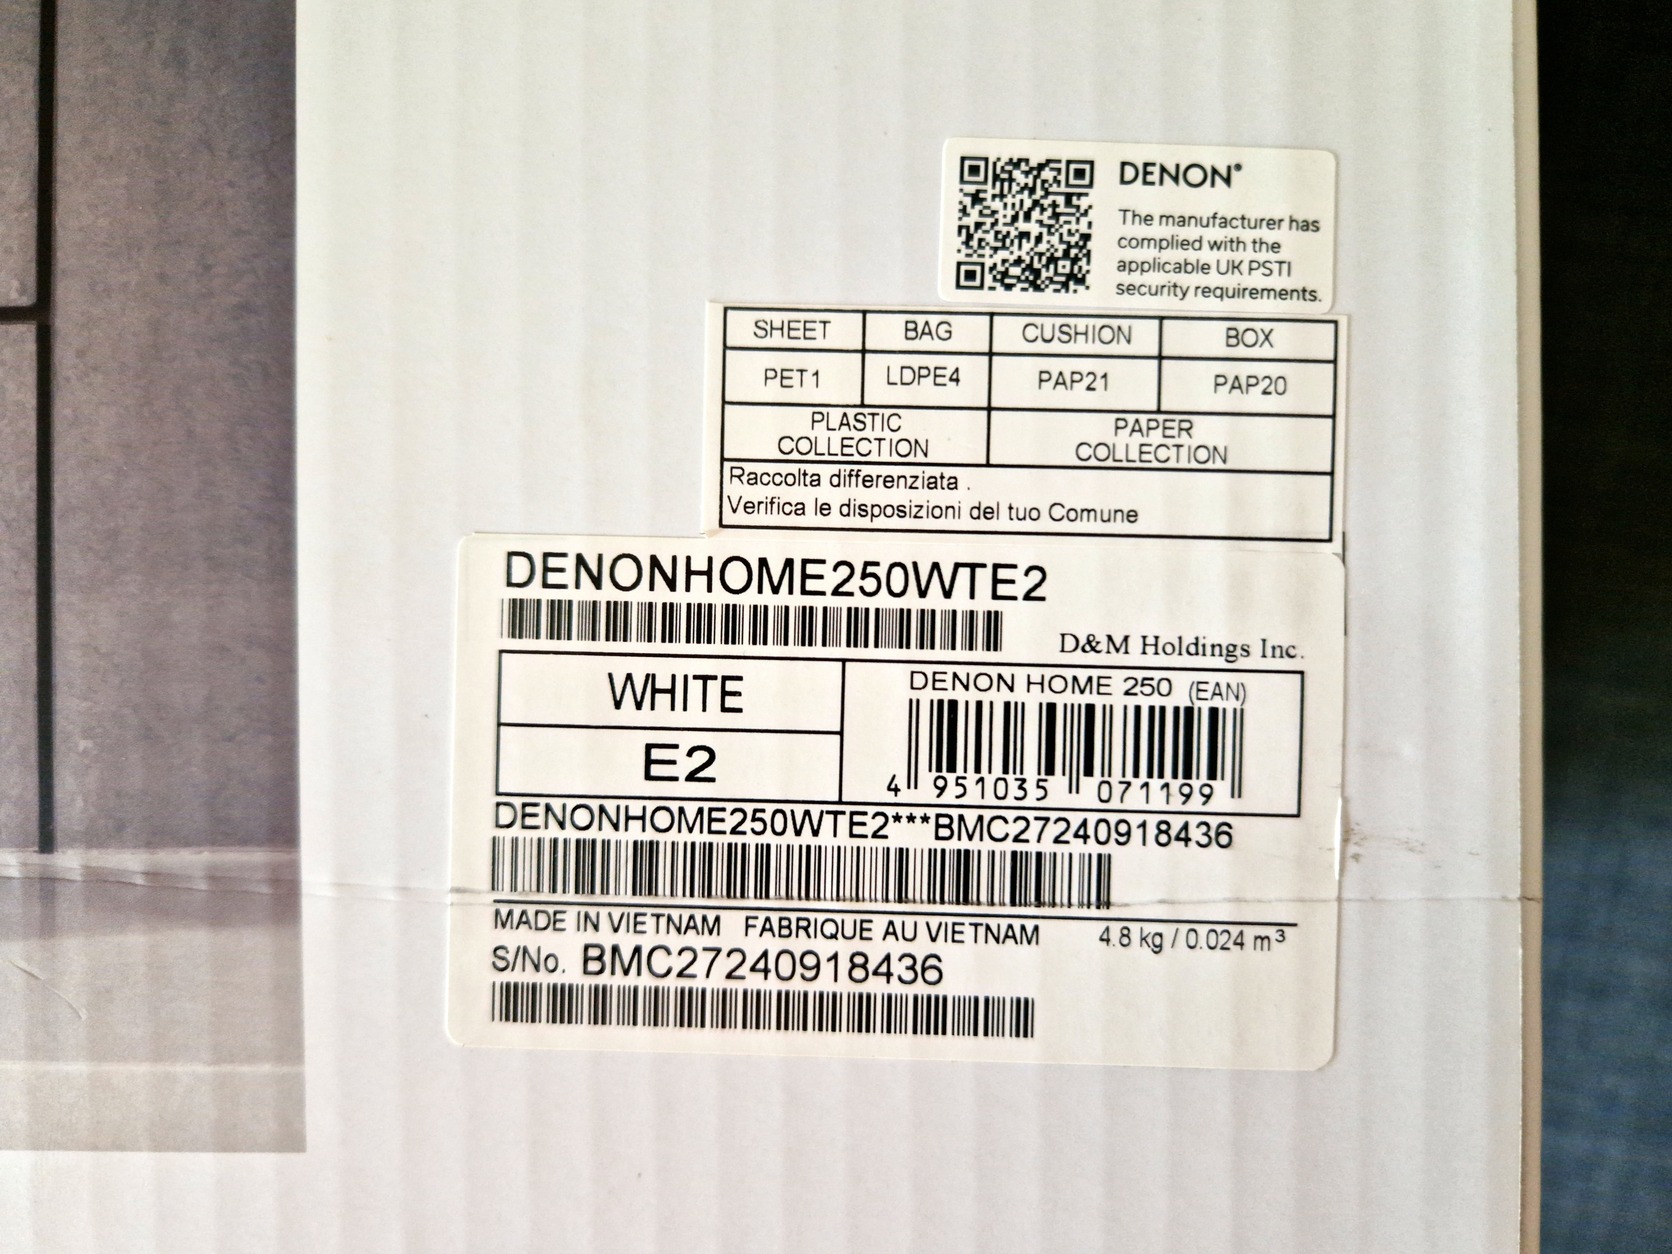 DENON®
The manufacturer has
complied with the
applicable UK PSTI
security requirements.
SHEET BAG CUSHION BOX
PET1 LDPE4 PAP21 PAP20
PLASTIC COLLECTION
PAPER COLLECTION
Raccolta differenziata .
Verifica le disposizioni del tuo Comune
DENONHOME250WTE2
D&M Holdings Inc.
WHITE
E2
DENON HOME 250 (EAN)
4 951035 071199
DENONHOME250WTE2***BMC27240918436
MADE IN VIETNAM FABRIQUE AU VIETNAM 4.8 kg / 0.024 m³
S/No. BMC27240918436